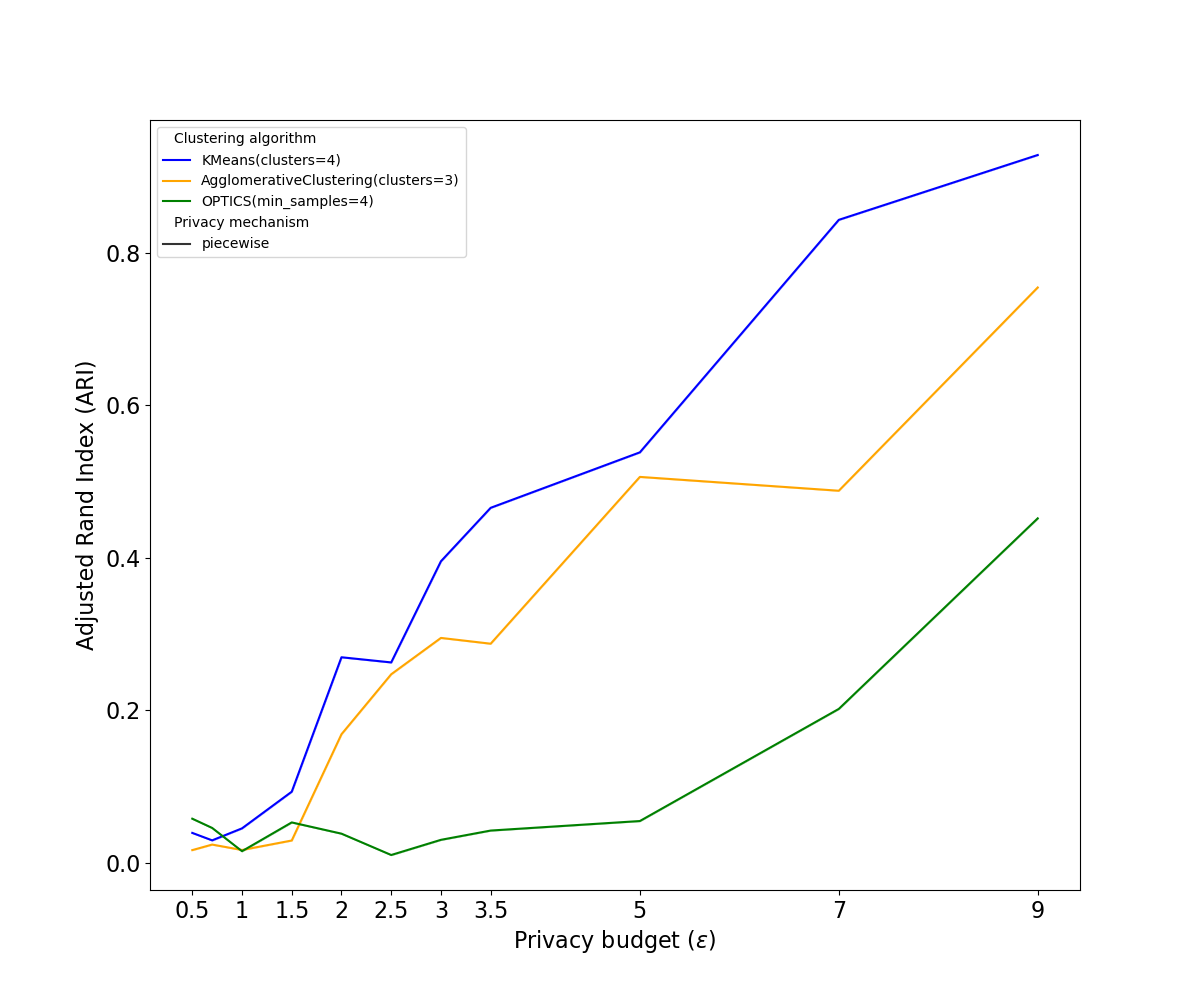 Clustering algorithm
KMeans(clusters=4)
AgglomerativeClustering(clusters=3)
OPTICS(min_samples=4)
Privacy mechanism
piecewise
Adjusted Rand Index (ARI)
0.8
0.6
0.4
0.2
0.0
0.5 1 1.5 2 2.5 3 3.5 5 7 9
Privacy budget (ε)